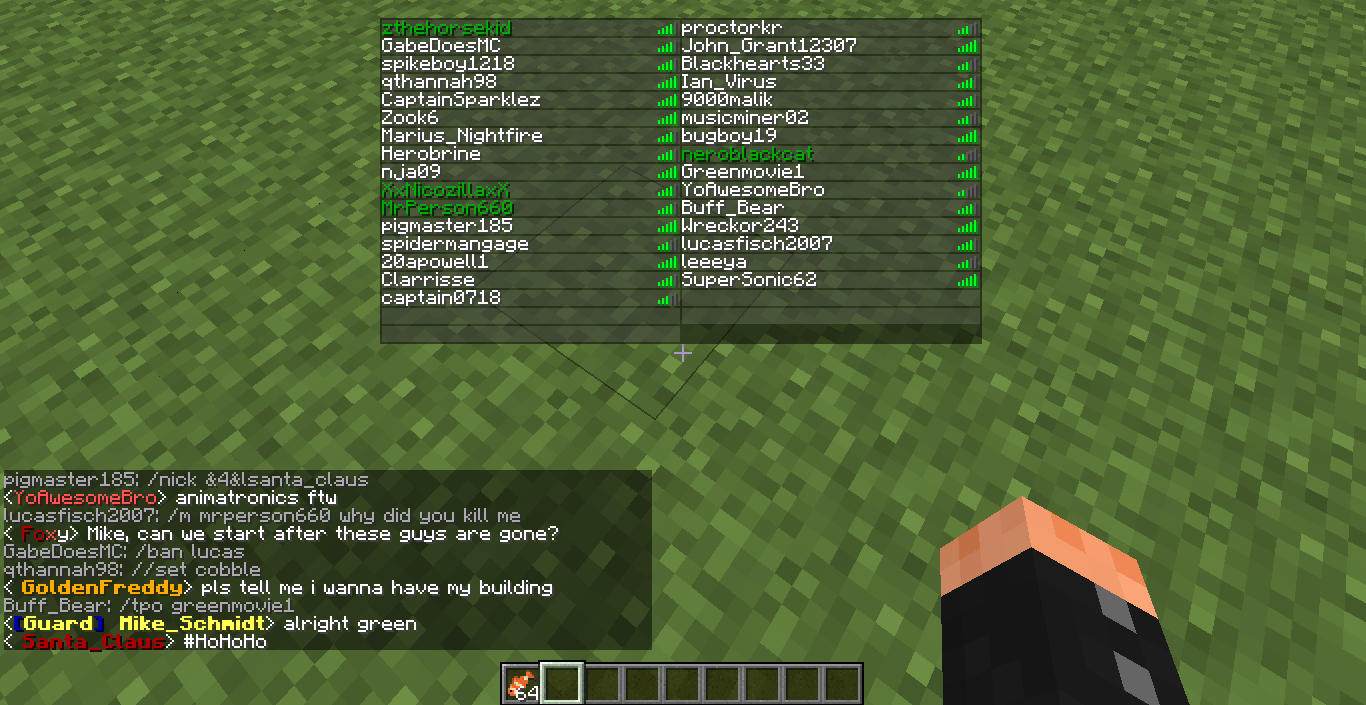 zthehorsekid
GabeDoesMC
spikeboy1218
qthannah98
CaptainSparklez
Zook6
Marius_Nightfire
Herobrine
nja09
XxNicozillaxX
MrPerson660
pigmaster185
spidermangage
20apowell1
Clarrisse
captain0718
proctorkr
John_Grant12307
Blackhearts33
Ian_Virus
9000malik
musicminer02
bugboy19
neroblackcat
Greenmovie1
YoAwesomeBro
Buff_Bear
Wreckor243
lucasfisch2007
leeeya
SuperSonic62
pigmaster185: /nick &4&lsanta_claus
<YoAwesomeBro> animatronics ftw
lucasfisch2007: /m mrperson660 why did you kill me
< Foxy> Mike, can we start after these guys are gone?
GabeDoesMC: /ban lucas
qthannah98: //set cobble
< GoldenFreddy> pls tell me i wanna have my building
Buff_Bear: /tpo greenmovie1
<[Guard] Mike_Schmidt> alright green
< Santa_Claus> #HoHoHo
64